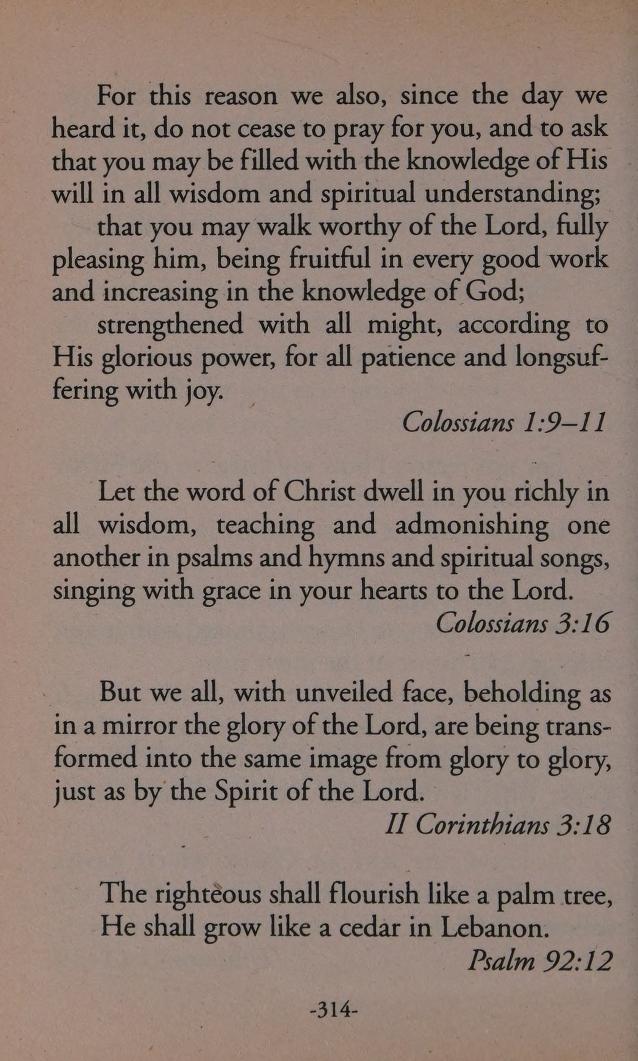 For this reason we also, since the day we
heard it, do not cease to pray for you, and to ask
that you may be filled with the knowledge of His
will in all wisdom and spiritual understanding;
that you may walk worthy of the Lord, fully
pleasing him, being fruitful in every good work
and increasing in the knowledge of God;
strengthened with all might, according to
His glorious power, for all patience and longsuf-
fering with joy.
Colossians 1:9–11
Let the word of Christ dwell in you richly in
all wisdom, teaching and admonishing one
another in psalms and hymns and spiritual songs,
singing with grace in your hearts to the Lord.
Colossians 3:16
But we all, with unveiled face, beholding as
in a mirror the glory of the Lord, are being trans-
formed into the same image from glory to glory,
just as by the Spirit of the Lord.
II Corinthians 3:18
The righteous shall flourish like a palm tree,
He shall grow like a cedar in Lebanon.
Psalm 92:12
-314-